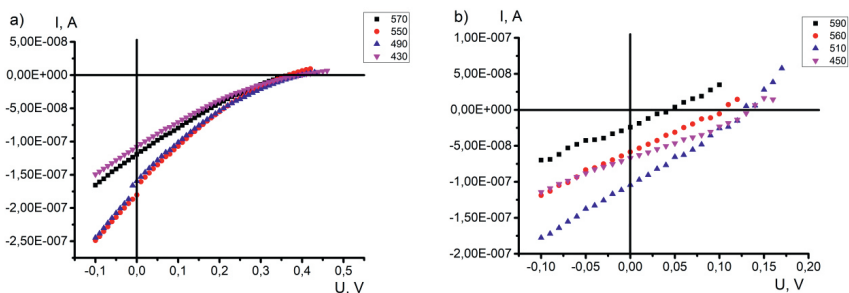 a)
I, A
570
550
490
430
5,00E-008
0,00E+000
-5,00E-008
-1,00E-007
-1,50E-007
-2,00E-007
-2,50E-007
-0,1 0,0 0,1 0,2 0,3 0,4 0,5
U, V
b)
I, A
590
560
510
450
1,00E-007
5,00E-008
0,00E+000
-5,00E-008
-1,00E-007
-1,50E-007
-2,00E-007
-0,10 -0,05 0,00 0,05 0,10 0,15 0,20
U, V